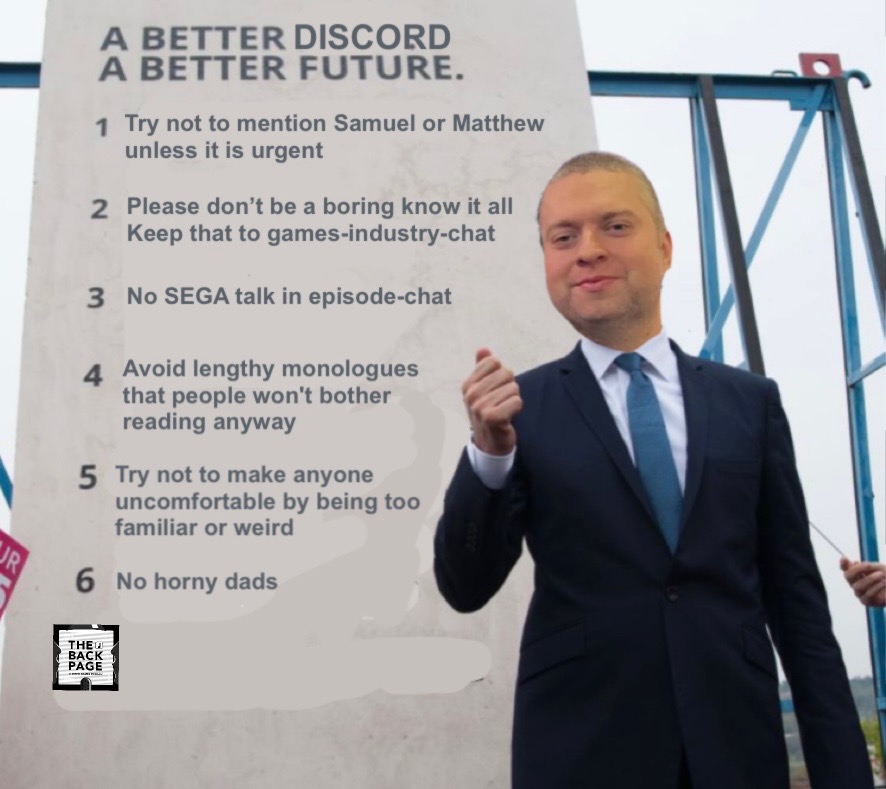 A BETTER DISCORD
A BETTER FUTURE.
1 Try not to mention Samuel or Matthew
unless it is urgent
2 Please don’t be a boring know it all
Keep that to games-industry-chat
3 No SEGA talk in episode-chat
4 Avoid lengthy monologues
that people won't bother
reading anyway
5 Try not to make anyone
uncomfortable by being too
familiar or weird
6 No horny dads
THE
BACK
PAGE
UR
5